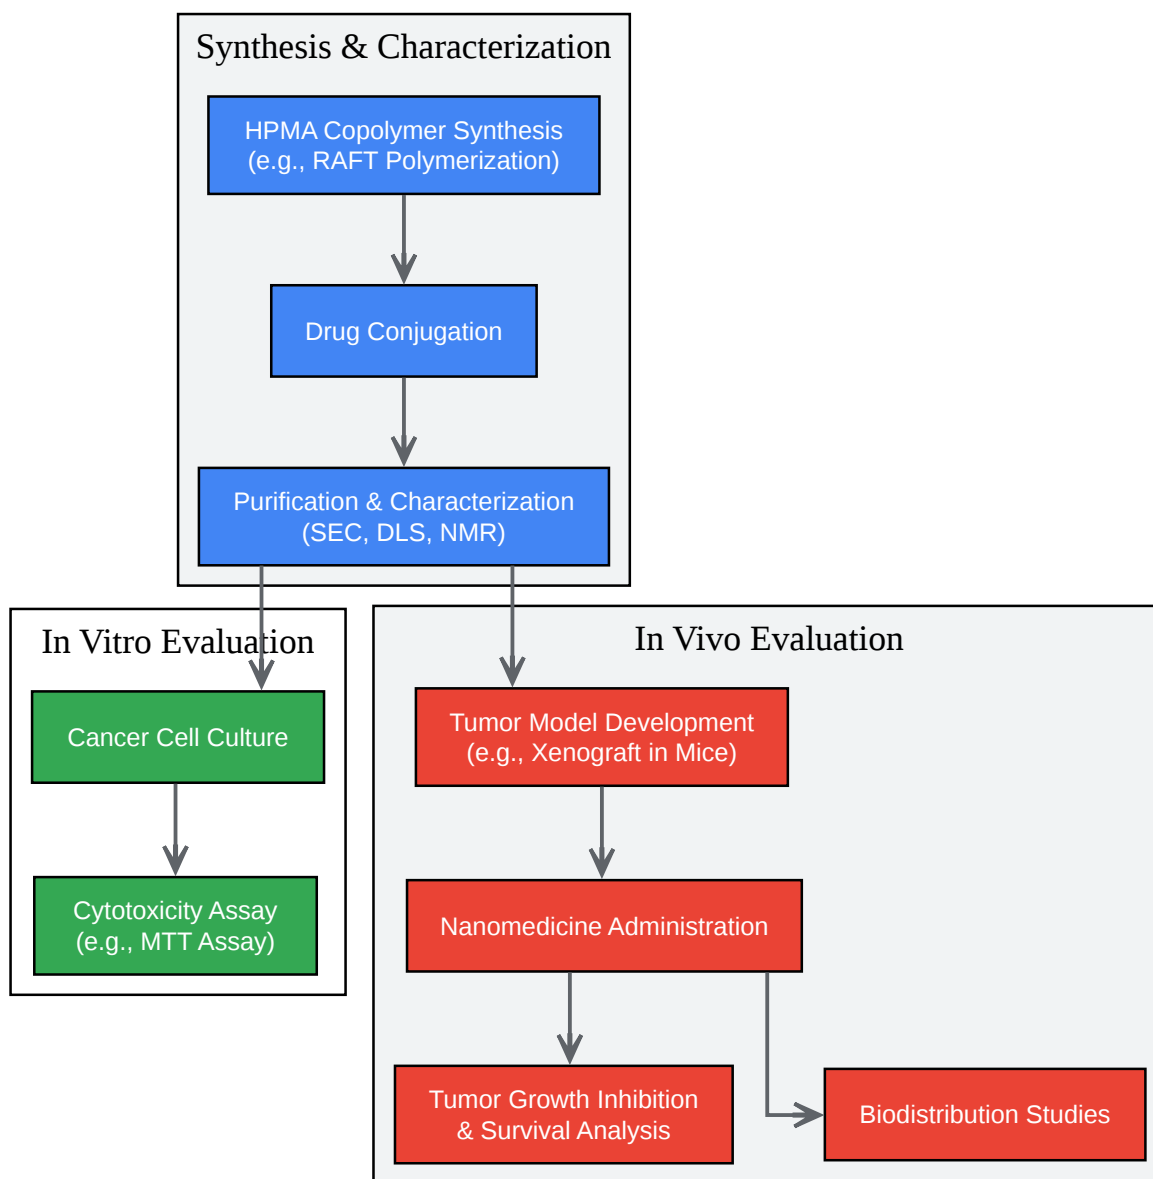 Synthesis & Characterization
HPMA Copolymer Synthesis
(e.g., RAFT Polymerization)
Drug Conjugation
Purification & Characterization
(SEC, DLS, NMR)
In Vitro Evaluation
Cancer Cell Culture
Cytotoxicity Assay
(e.g., MTT Assay)
In Vivo Evaluation
Tumor Model Development
(e.g., Xenograft in Mice)
Nanomedicine Administration
Tumor Growth Inhibition
& Survival Analysis
Biodistribution Studies